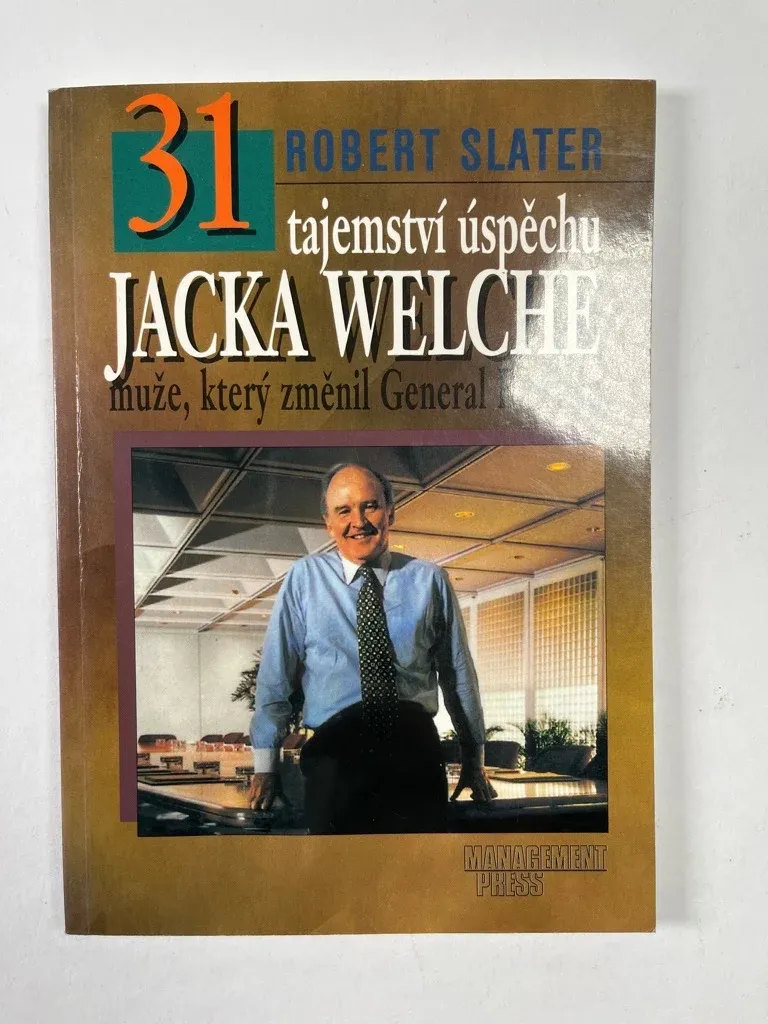 31
ROBERT SLATER
tajemství úspěchu
JACKA WELCHE
muže, který změnil General
MANAGEMENT
PRESS